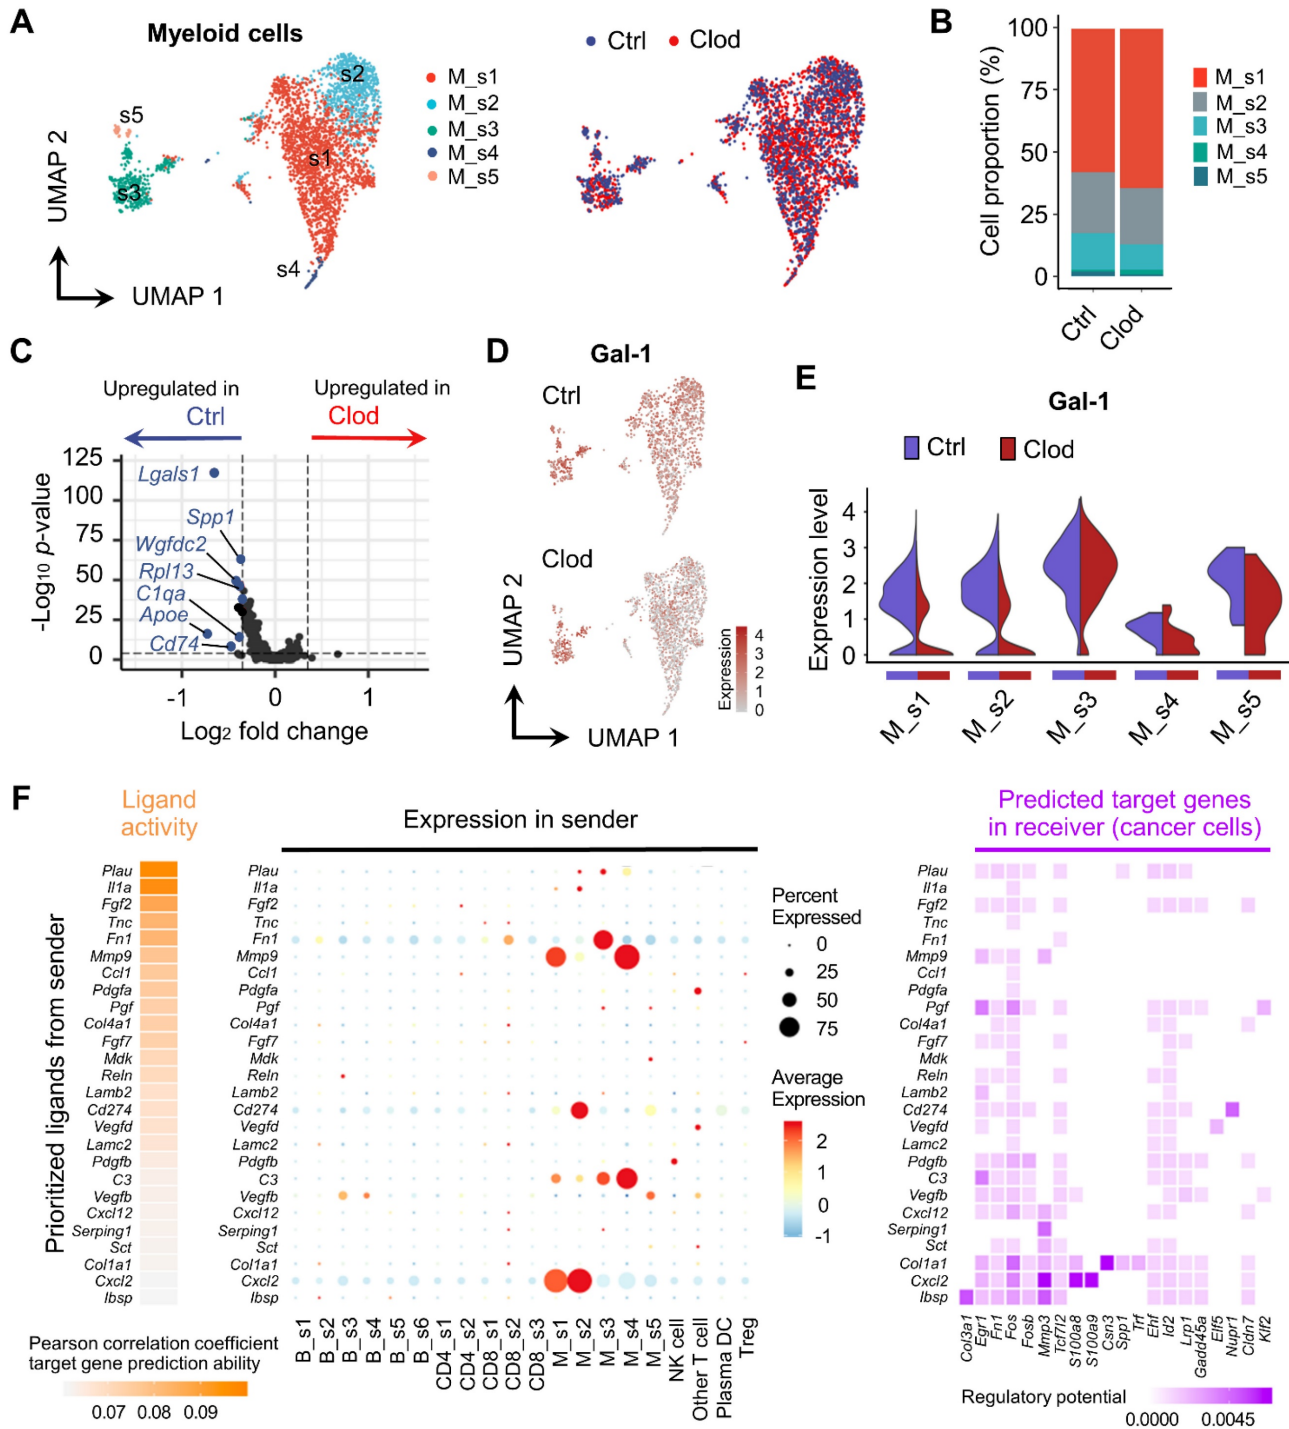 A
Myeloid cells
s2
s5
s1
s3
s4
UMAP 2
UMAP 1
M_s1
M_s2
M_s3
M_s4
M_s5
Ctrl
Clod
B
Cell proportion (%)
100
75
50
25
0
Ctrl
Clod
M_s1
M_s2
M_s3
M_s4
M_s5
C
Upregulated in
Ctrl
Upregulated in
Clod
-Log10 p-value
125
100
75
50
25
0
Lgals1
Spp1
Wgfdc2
Rpl13
C1qa
Apoe
Cd74
-1
0
1
Log2 fold change
D
Gal-1
Ctrl
Clod
UMAP 2
UMAP 1
Expression
4
3
2
1
0
E
Gal-1
Ctrl
Clod
Expression level
4
3
2
1
0
M_s1
M_s2
M_s3
M_s4
M_s5
F
Ligand
activity
Prioritized ligands from sender
Plau
Il1a
Fgf2
Tnc
Fn1
Mmp9
Ccl1
Pdgfa
Pgf
Col4a1
Fgf7
Mdk
Reln
Lamb2
Cd274
Vegfd
Lamc2
Pdgfb
C3
Vegfb
Cxcl12
Serping1
Sct
Col1a1
Cxcl2
Ibsp
Pearson correlation coefficient
target gene prediction ability
0.07
0.08
0.09
Expression in sender
Plau
Il1a
Fgf2
Tnc
Fn1
Mmp9
Ccl1
Pdgfa
Pgf
Col4a1
Fgf7
Mdk
Reln
Lamb2
Cd274
Vegfd
Lamc2
Pdgfb
C3
Vegfb
Cxcl12
Serping1
Sct
Col1a1
Cxcl2
Ibsp
B_s1
B_s2
B_s3
B_s4
B_s5
B_s6
CD4_s1
CD4_s2
CD8_s1
CD8_s2
CD8_s3
M_s1
M_s2
M_s3
M_s4
M_s5
NK cell
Other T cell
Plasma DC
Treg
Percent
Expressed
0
25
50
75
Average
Expression
2
1
0
-1
Predicted target genes
in receiver (cancer cells)
Plau
Il1a
Fgf2
Tnc
Fn1
Mmp9
Ccl1
Pdgfa
Pgf
Col4a1
Fgf7
Mdk
Reln
Lamb2
Cd274
Vegfd
Lamc2
Pdgfb
C3
Vegfb
Cxcl12
Serping1
Sct
Col1a1
Cxcl2
Ibsp
Col3a1
Egr1
Fn1
Fos
Fosb
Mmp3
Tcf7l2
S100a8
S100a9
Csn3
Spp1
Trf
Ehf
Id2
Lrp1
Gadd45a
Elf5
Nupr1
Cldn7
Klf2
Regulatory potential
0.0000
0.0045